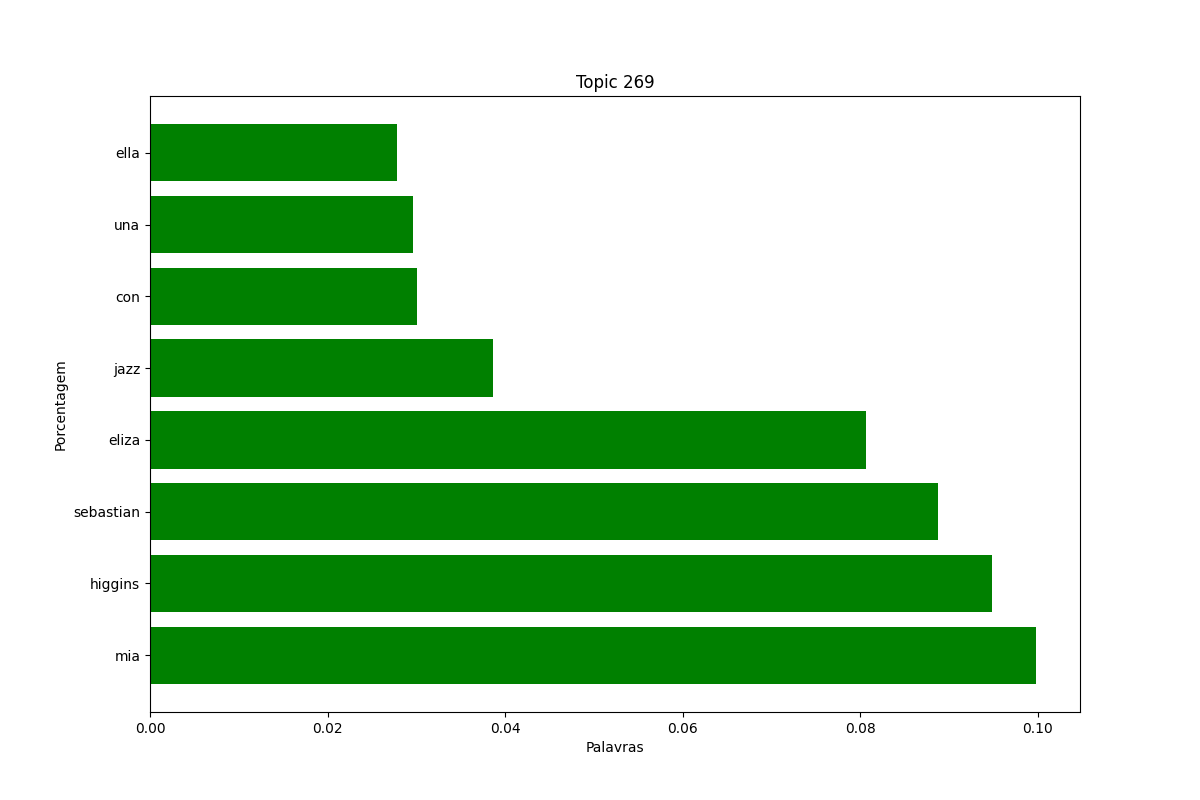 Topic 269
ella
una
con
jazz
eliza
sebastian
higgins
mia
Porcentagem
0.00 0.02 0.04 0.06 0.08 0.10
Palavras